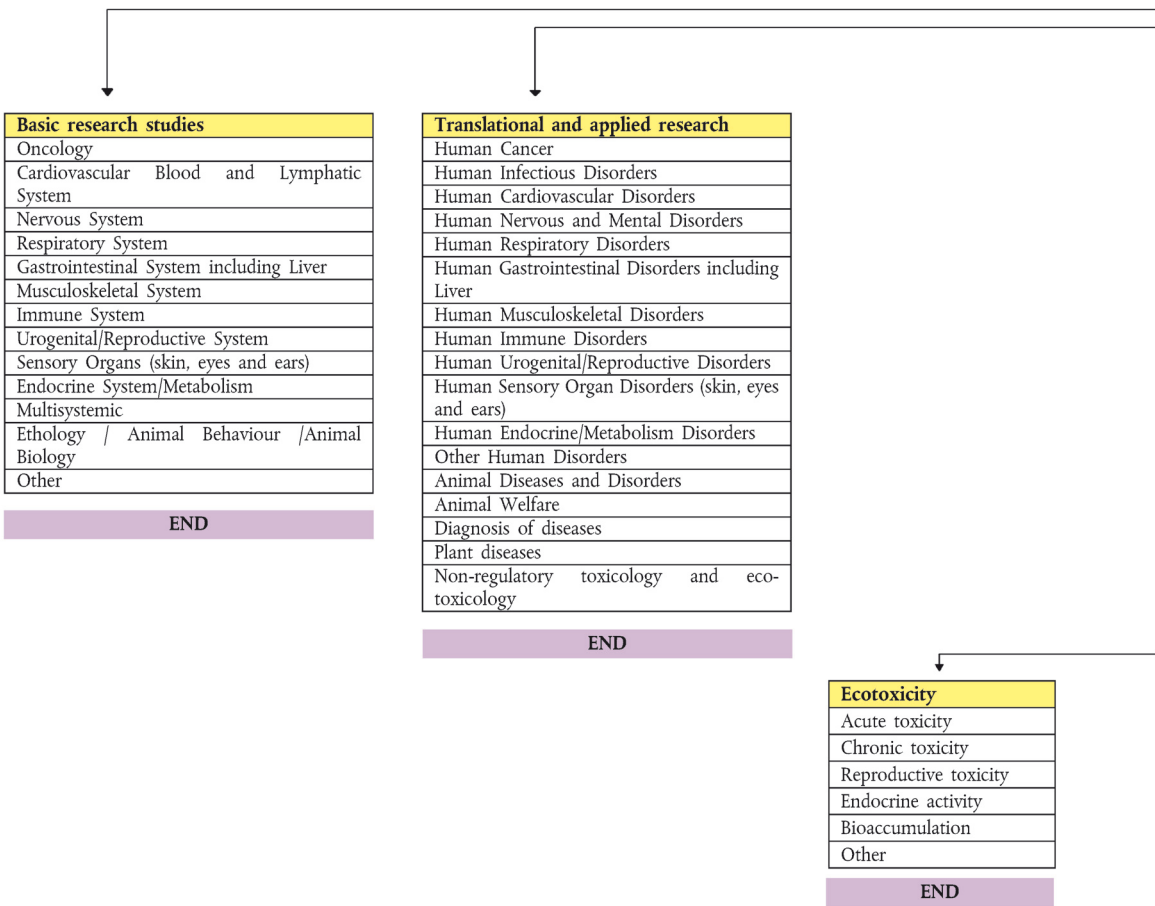 Basic research studies
Oncology
Cardiovascular Blood and Lymphatic
System
Nervous System
Respiratory System
Gastrointestinal System including Liver
Musculoskeletal System
Immune System
Urogenital/Reproductive System
Sensory Organs (skin, eyes and ears)
Endocrine System/Metabolism
Multisystemic
Ethology / Animal Behaviour /Animal
Biology
Other
END
Translational and applied research
Human Cancer
Human Infectious Disorders
Human Cardiovascular Disorders
Human Nervous and Mental Disorders
Human Respiratory Disorders
Human Gastrointestinal Disorders including
Liver
Human Musculoskeletal Disorders
Human Immune Disorders
Human Urogenital/Reproductive Disorders
Human Sensory Organ Disorders (skin, eyes
and ears)
Human Endocrine/Metabolism Disorders
Other Human Disorders
Animal Diseases and Disorders
Animal Welfare
Diagnosis of diseases
Plant diseases
Non-regulatory toxicology and eco-
toxicology
END
Ecotoxicity
Acute toxicity
Chronic toxicity
Reproductive toxicity
Endocrine activity
Bioaccumulation
Other
END